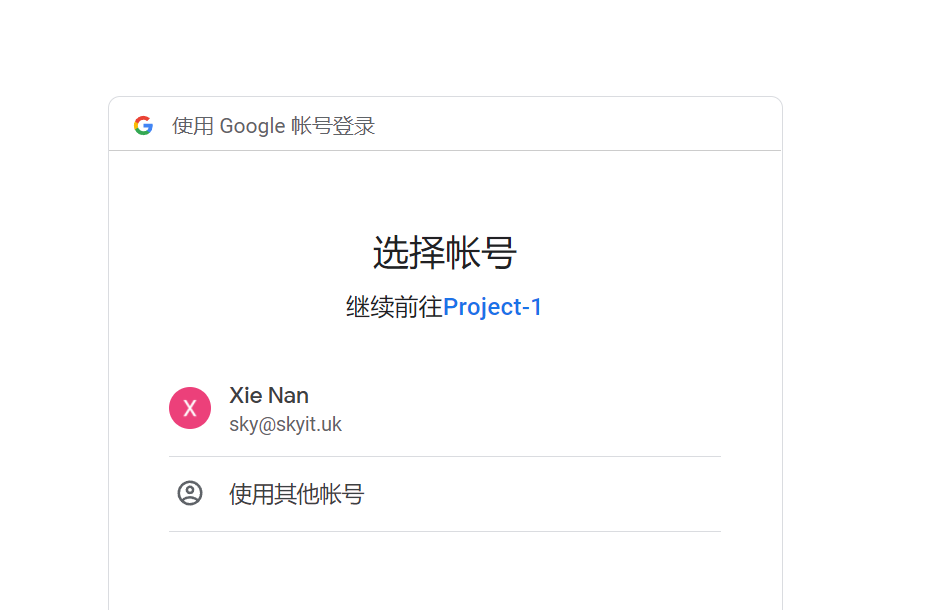 使用 Google 帐号登录
选择帐号
继续前往Project-1
X
Xie Nan
sky@skyit.uk
使用其他帐号